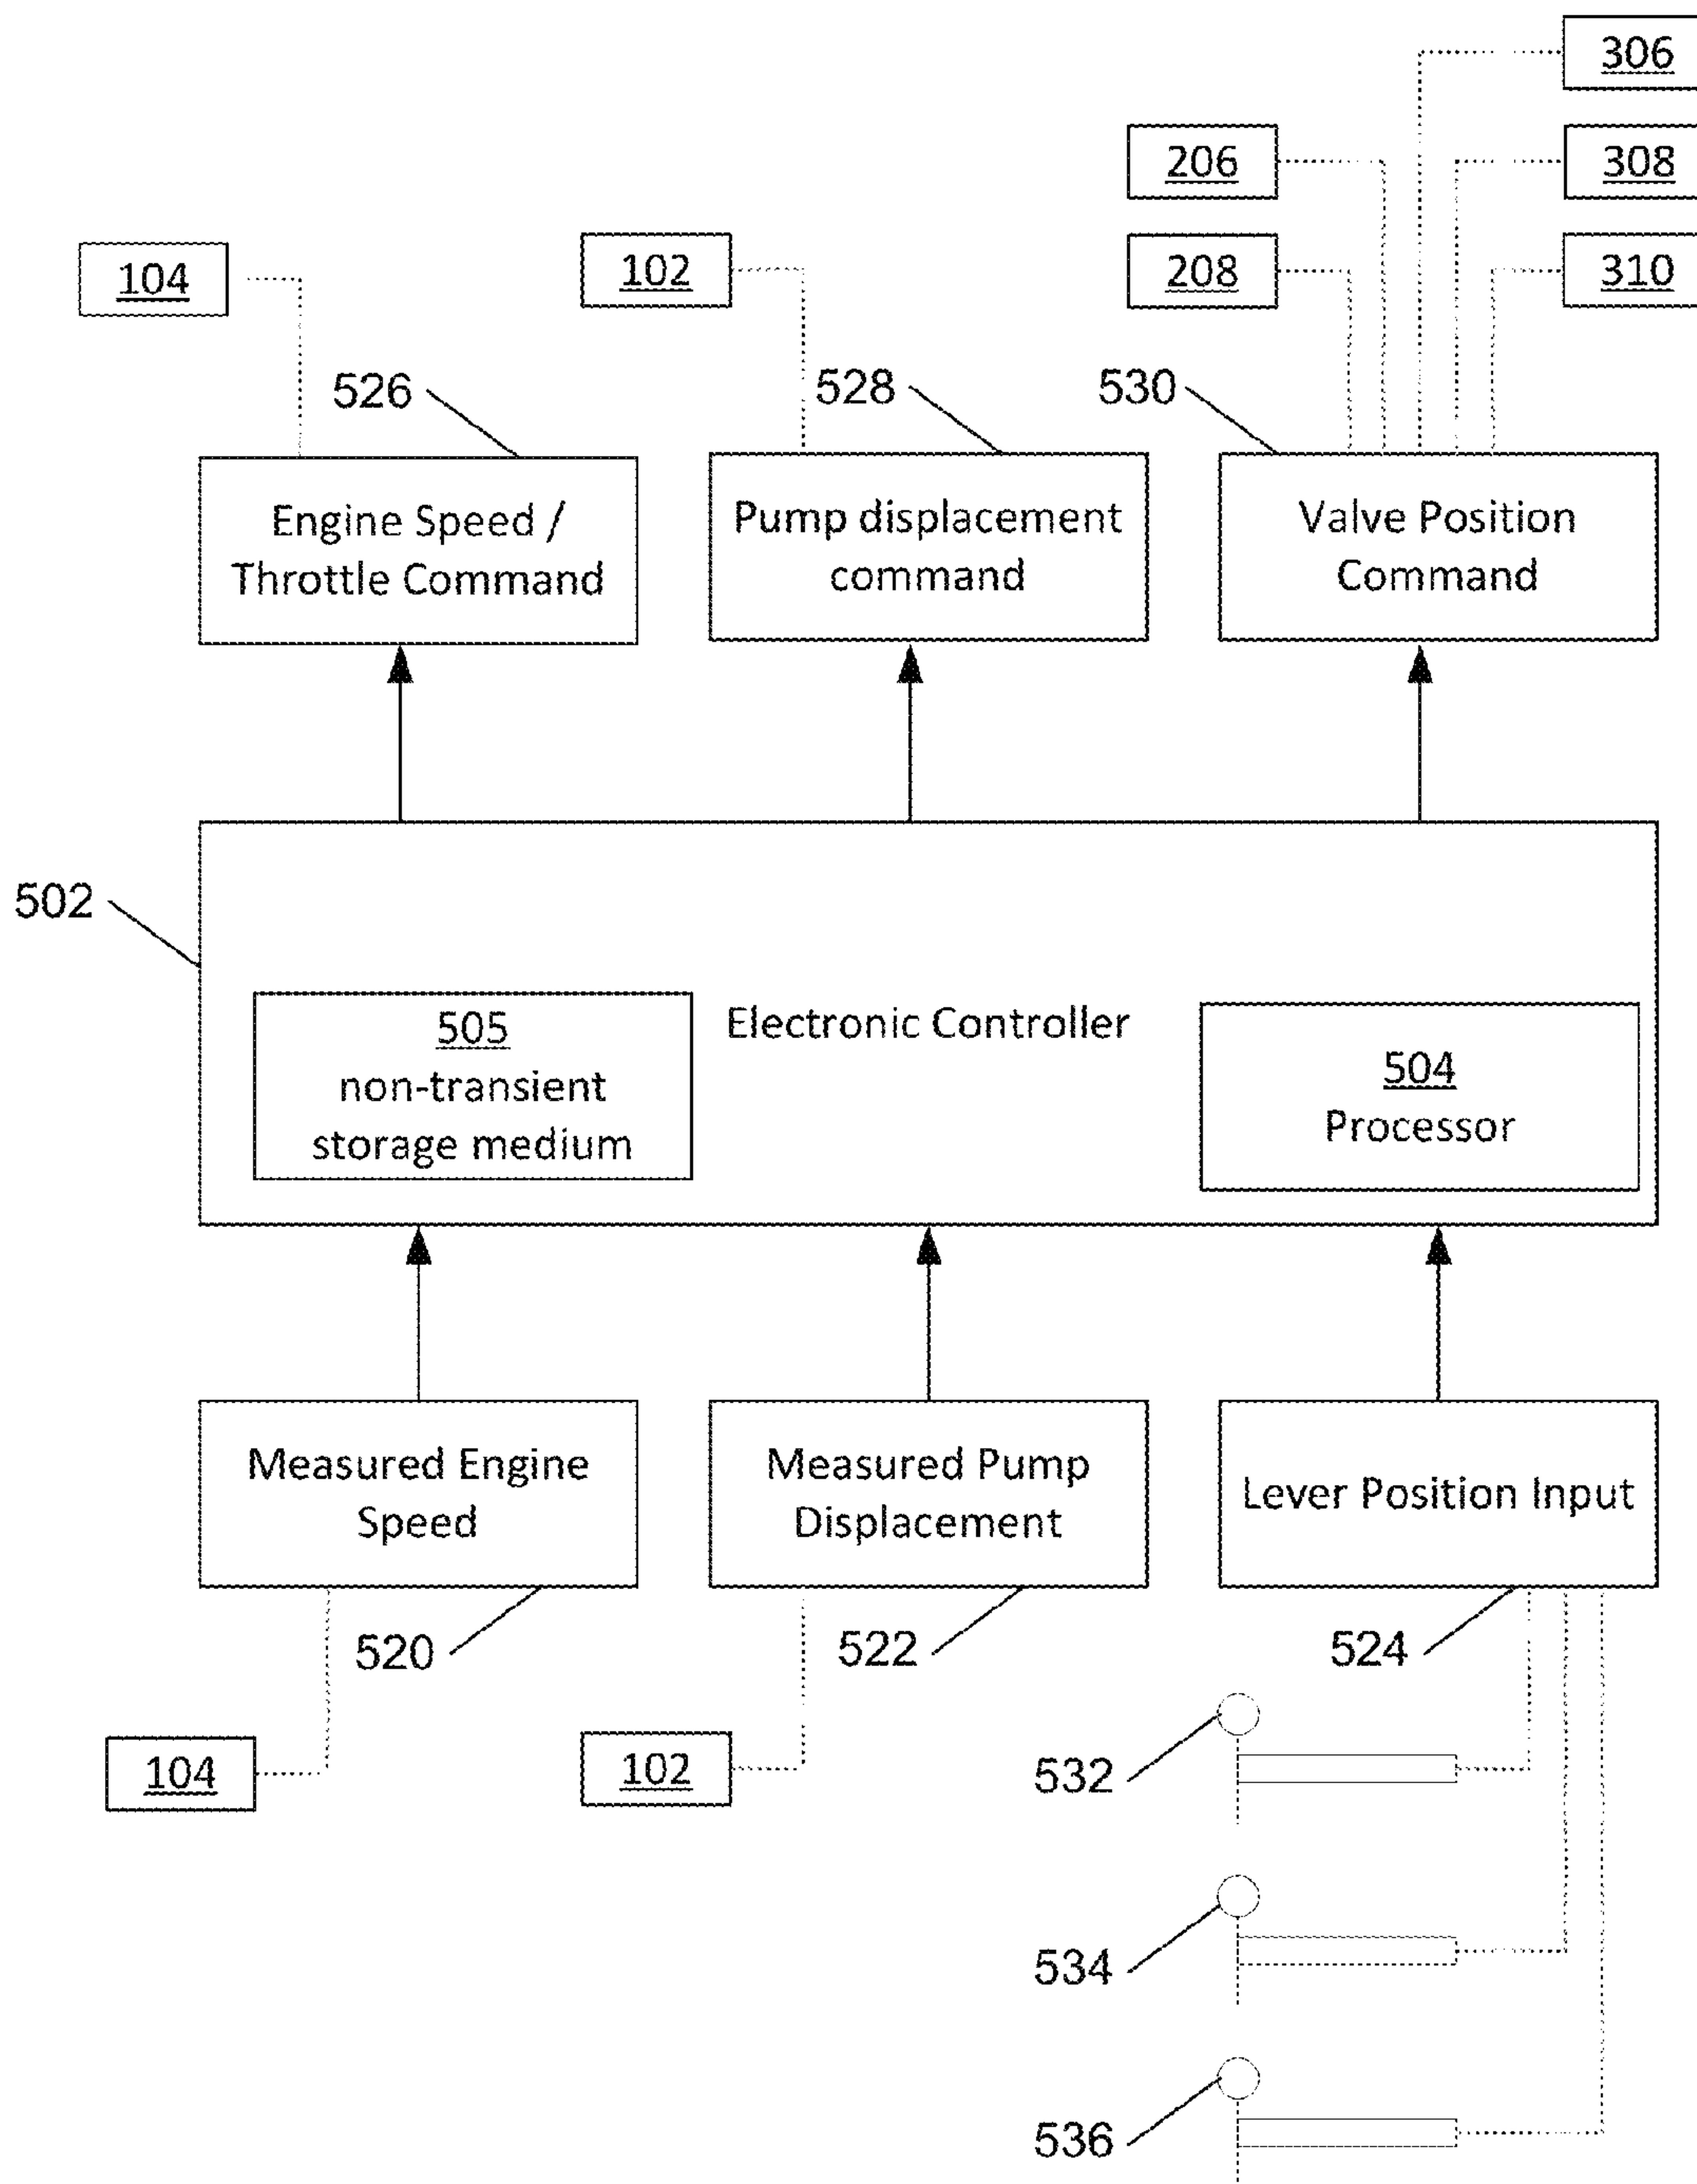 306
206
308
104
102
208
310
526
528
530
Engine Speed /
Throttle Command
Pump displacement
command
Valve Position
Command
502
505
non-transient
storage medium
Electronic Controller
504
Processor
Measured Engine
Speed
Measured Pump
Displacement
Lever Position Input
520
522
524
104
102
532
534
536